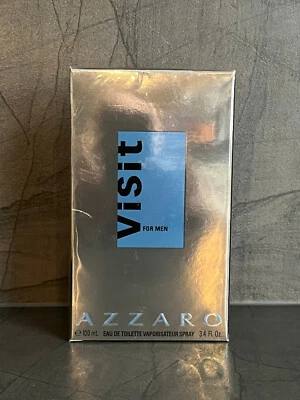 Visit
FOR MEN
AZZARO
℮ 100 mL EAU DE TOILETTE VAPORISATEUR SPRAY 3.4 Fl. Oz.